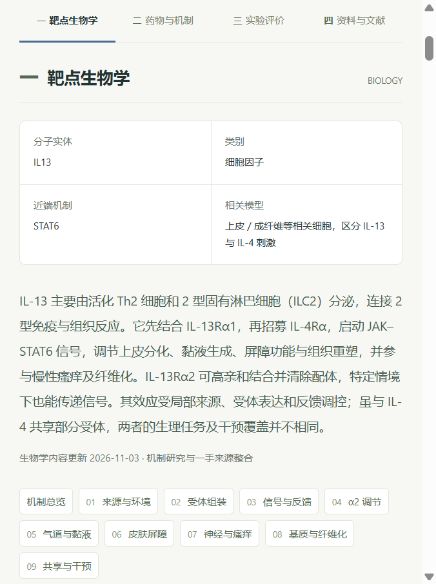 一 靶点生物学 二 药物与机制 三 实验评价 四 资料与文献
一 靶点生物学 BIOLOGY
分子实体 类别
IL13 细胞因子
近端机制 相关模型
STAT6 上皮 / 成纤维等相关细胞，区分 IL-13
与 IL-4 刺激
IL-13 主要由活化 Th2 细胞和 2 型固有淋巴细胞（ILC2）分泌，连接 2
型免疫与组织反应。它先结合 IL-13Rα1，再招募 IL-4Rα，启动 JAK–
STAT6 信号，调节上皮分化、黏液生成、屏障功能与组织重塑，并参
与慢性瘙痒及纤维化。IL-13Rα2 可高亲和结合并清除配体，特定情境
下也能传递信号。其效应受局部来源、受体表达和反馈调控；虽与 IL-
4 共享部分受体，两者的生理任务及干预覆盖并不相同。
生物学内容更新 2026-11-03 · 机制研究与一手来源整合
机制总览 01 来源与环境 02 受体组装 03 信号与反馈 04 α2 调节
05 气道与黏液 06 皮肤屏障 07 神经与瘙痒 08 基质与纤维化
09 共享与干预